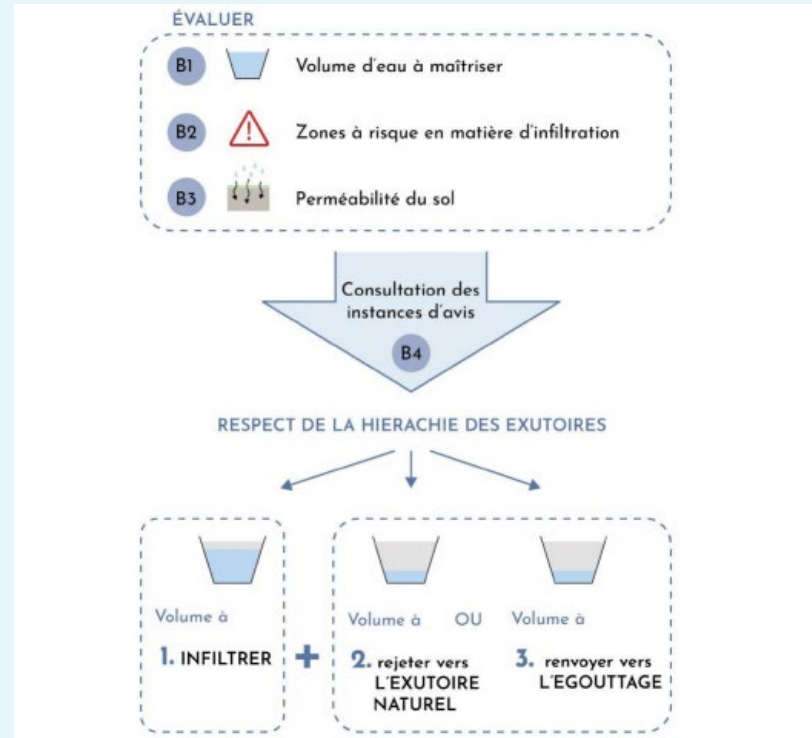 ÉVALUER
B1 Volume d'eau à maîtriser
B2 Zones à risque en matière d'infiltration
B3 Perméabilité du sol
Consultation des
instances d'avis
B4
RESPECT DE LA HIERACHIE DES EXUTOIRES
Volume à
1. INFILTRER
+
Volume à
2. rejeter vers
L'EXUTOIRE
NATUREL
OU
Volume à
3. renvoyer vers
L'EGOUTTAGE